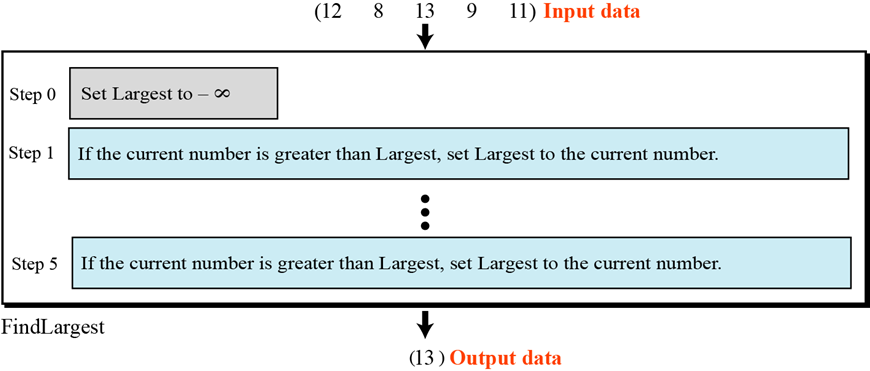 (12 8 13 9 11) Input data
Step 0 Set Largest to – ∞
Step 1 If the current number is greater than Largest, set Largest to the current number.
Step 5 If the current number is greater than Largest, set Largest to the current number.
FindLargest
(13 ) Output data